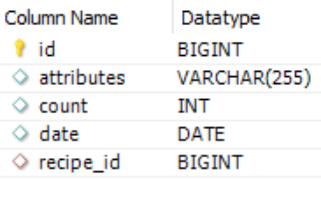 Column Name Datatype
id BIGINT
attributes VARCHAR(255)
count INT
date DATE
recipe_id BIGINT